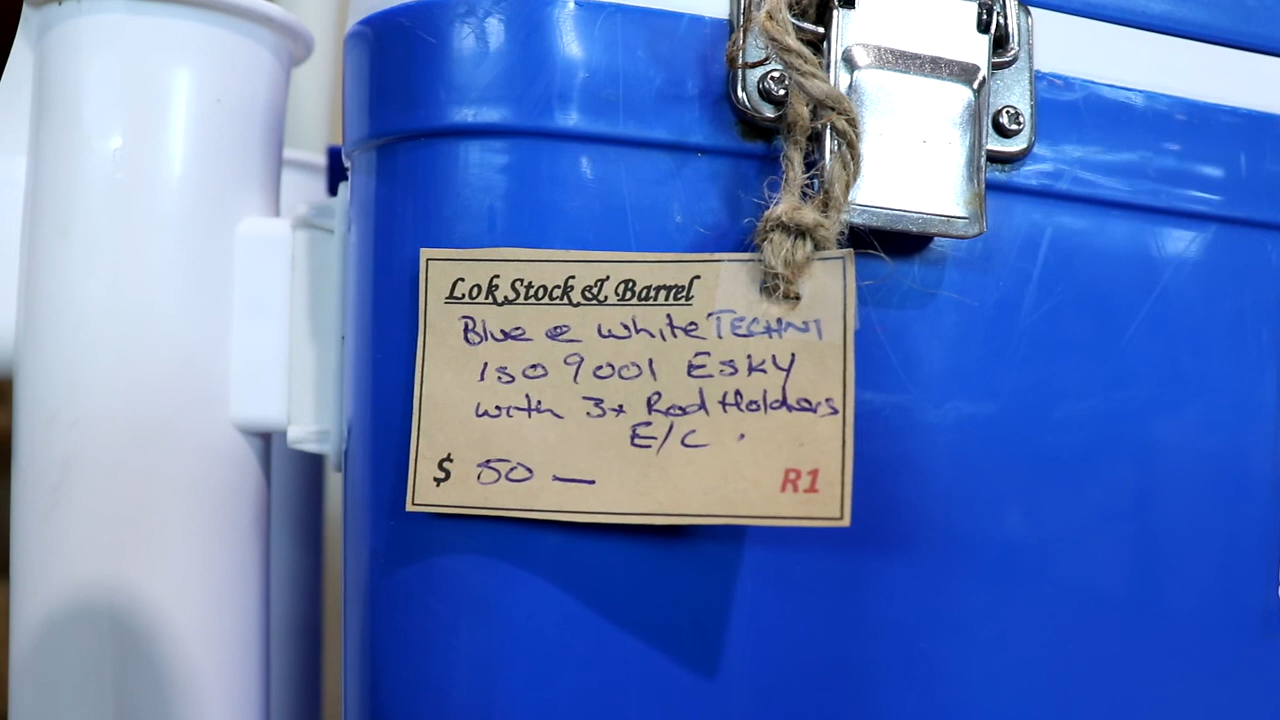 Lok Stock & Barrel
Blue & White TECHNI
ISO 9001 ESKY
with 3x Rod Holders
E/C.
$ 50 —
R1